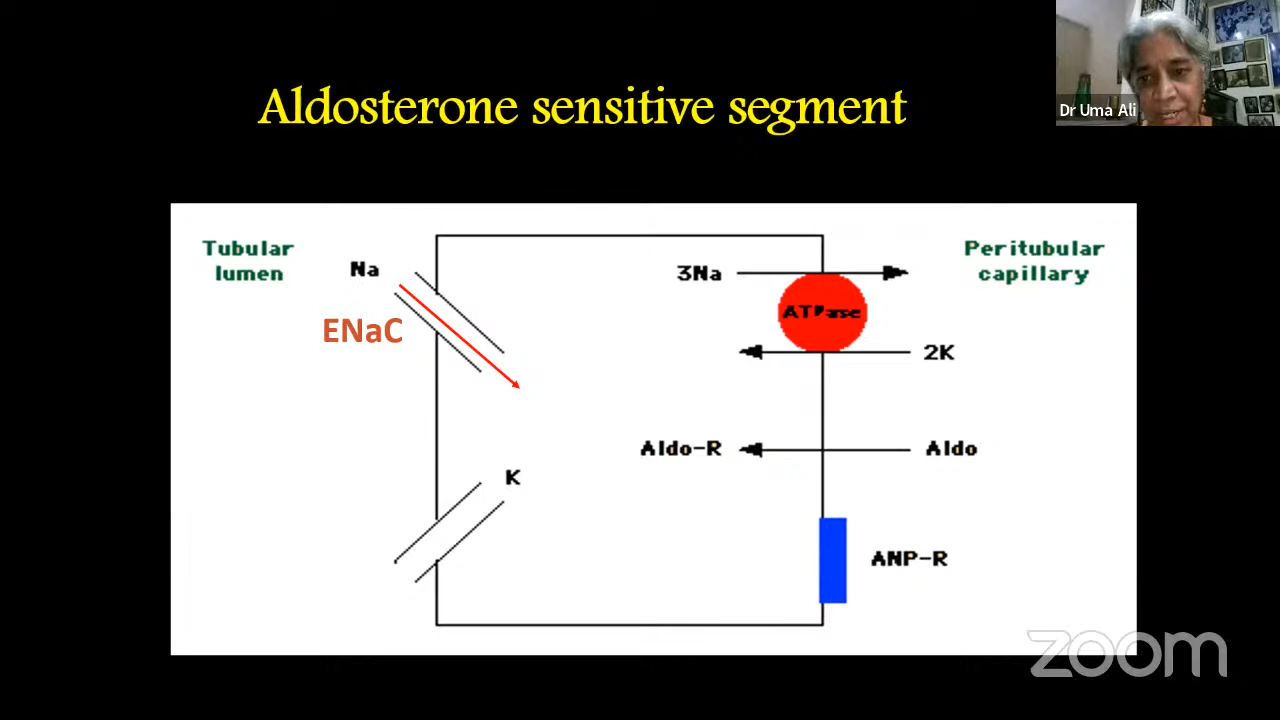 Aldosterone sensitive segment
Dr Uma Ali
Tubular
lumen
Na
ENaC
3Na
ATPase
Peritubular
capillary
2K
Aldo-R
Aldo
K
ANP-R
zoom